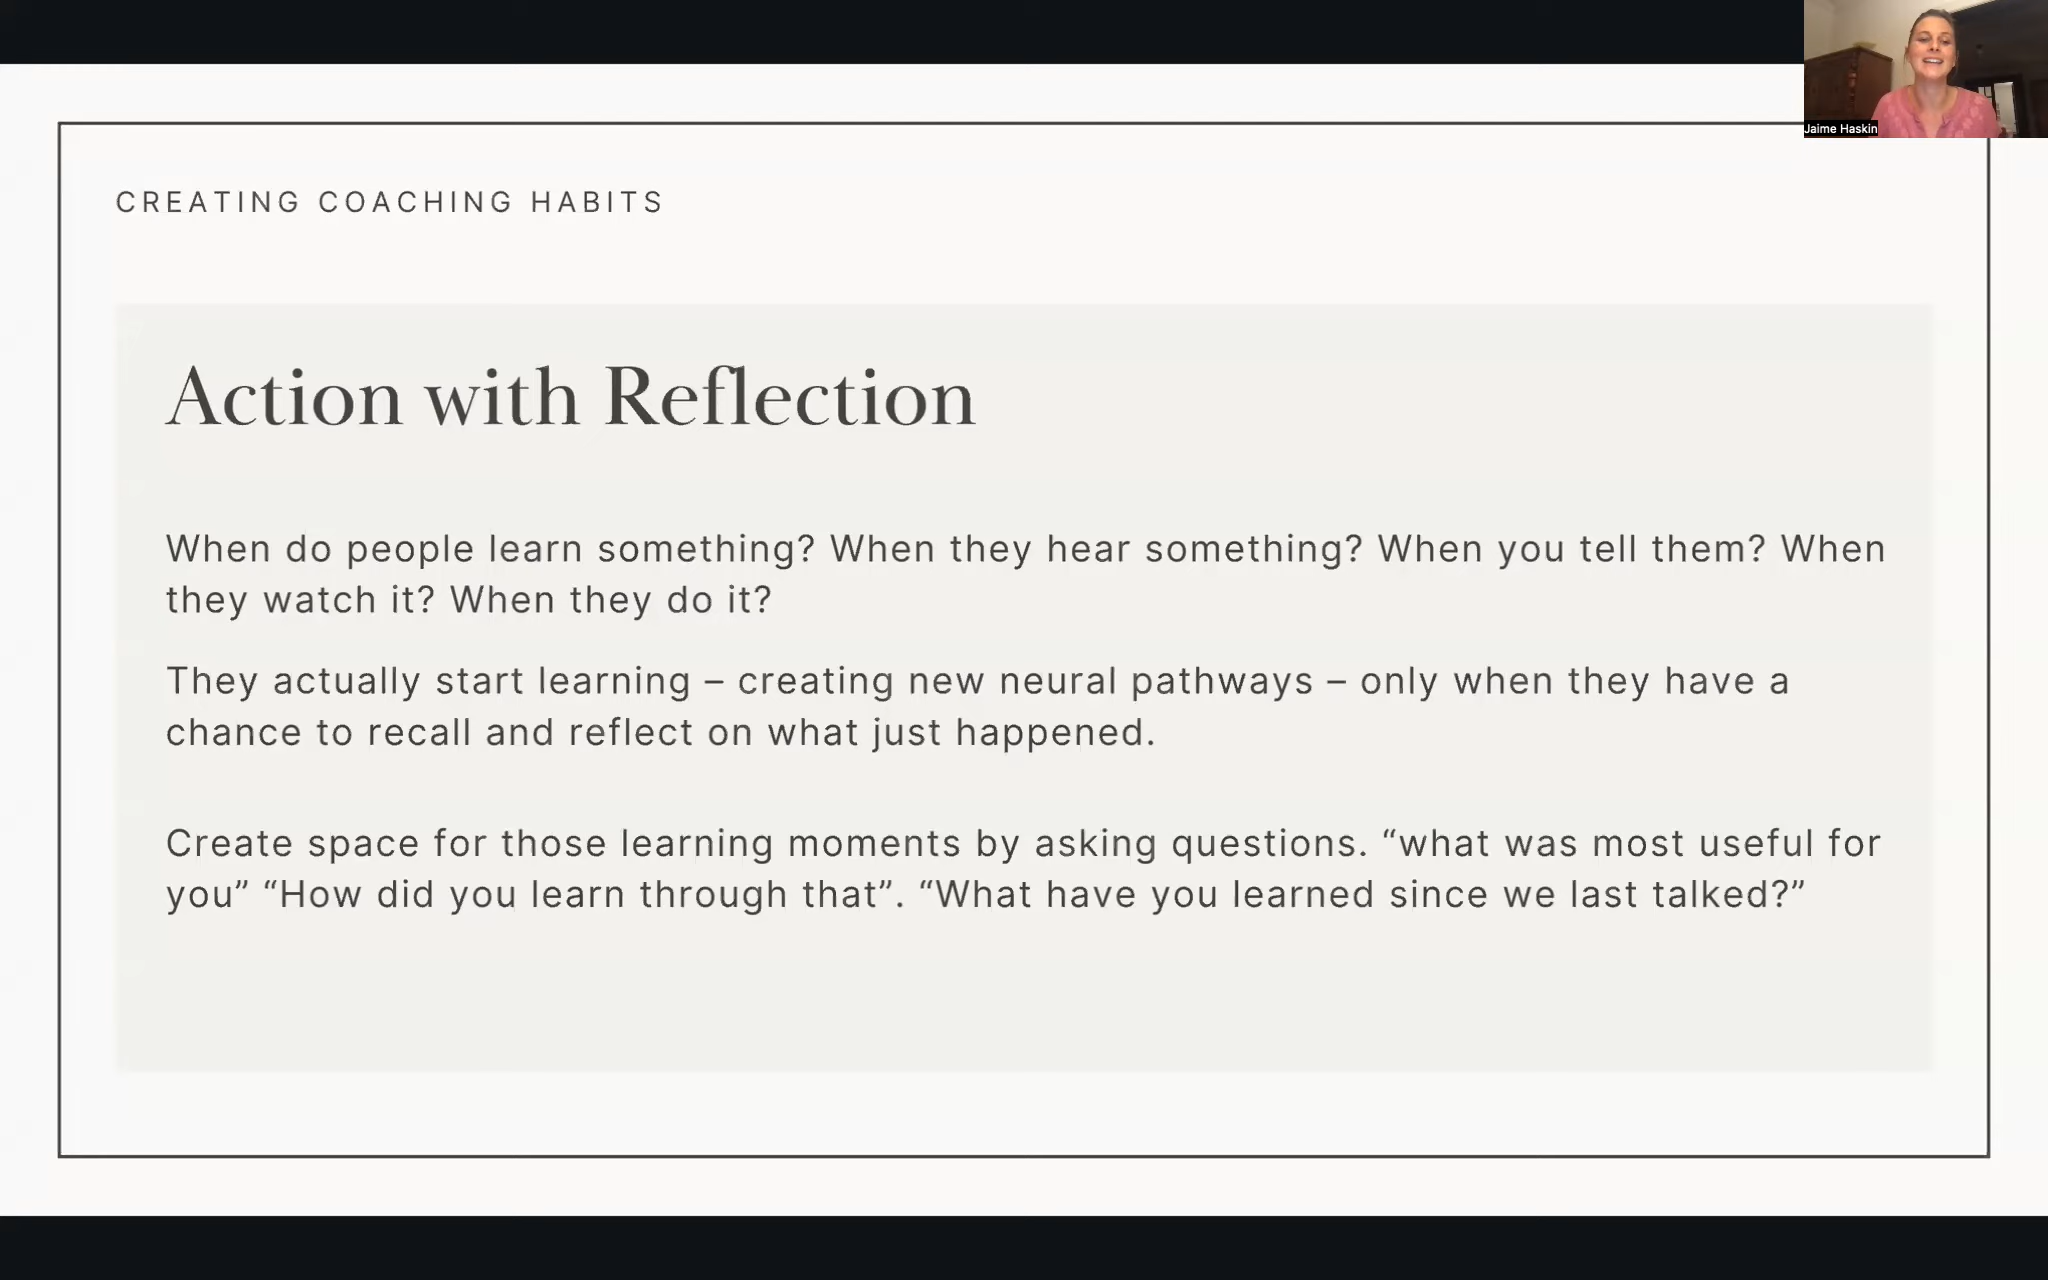 Jaime Haskin
CREATING COACHING HABITS
Action with Reflection
When do people learn something? When they hear something? When you tell them? When
they watch it? When they do it?
They actually start learning – creating new neural pathways – only when they have a
chance to recall and reflect on what just happened.
Create space for those learning moments by asking questions. “what was most useful for
you” “How did you learn through that”. “What have you learned since we last talked?”